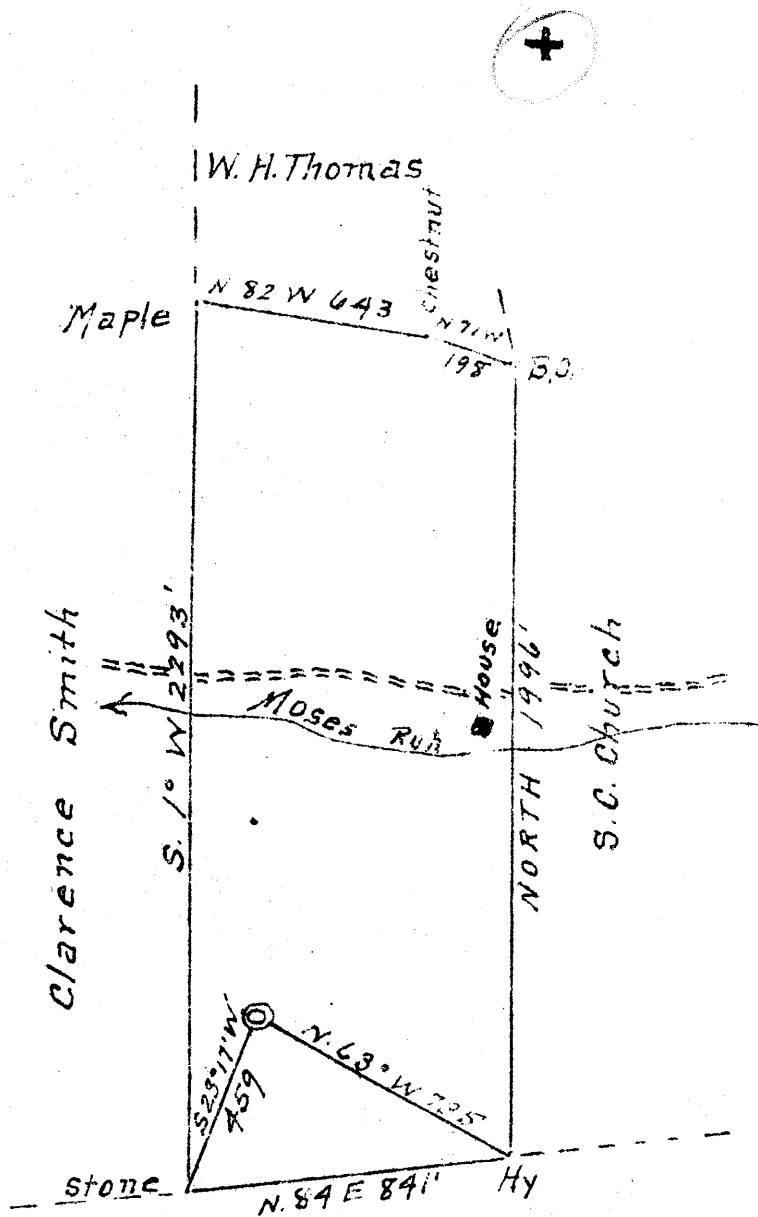 W. H. Thomas
Chestnut
N 82 W 643
N 71 W
198
Maple
B.O.
Clarence Smith
S. 1° W 2293'
House
NORTH 1996'
S. C. Church
Moses Run
S 23° 17' W
459
N. 63° W
stone
N. 84 E 841'
Hy